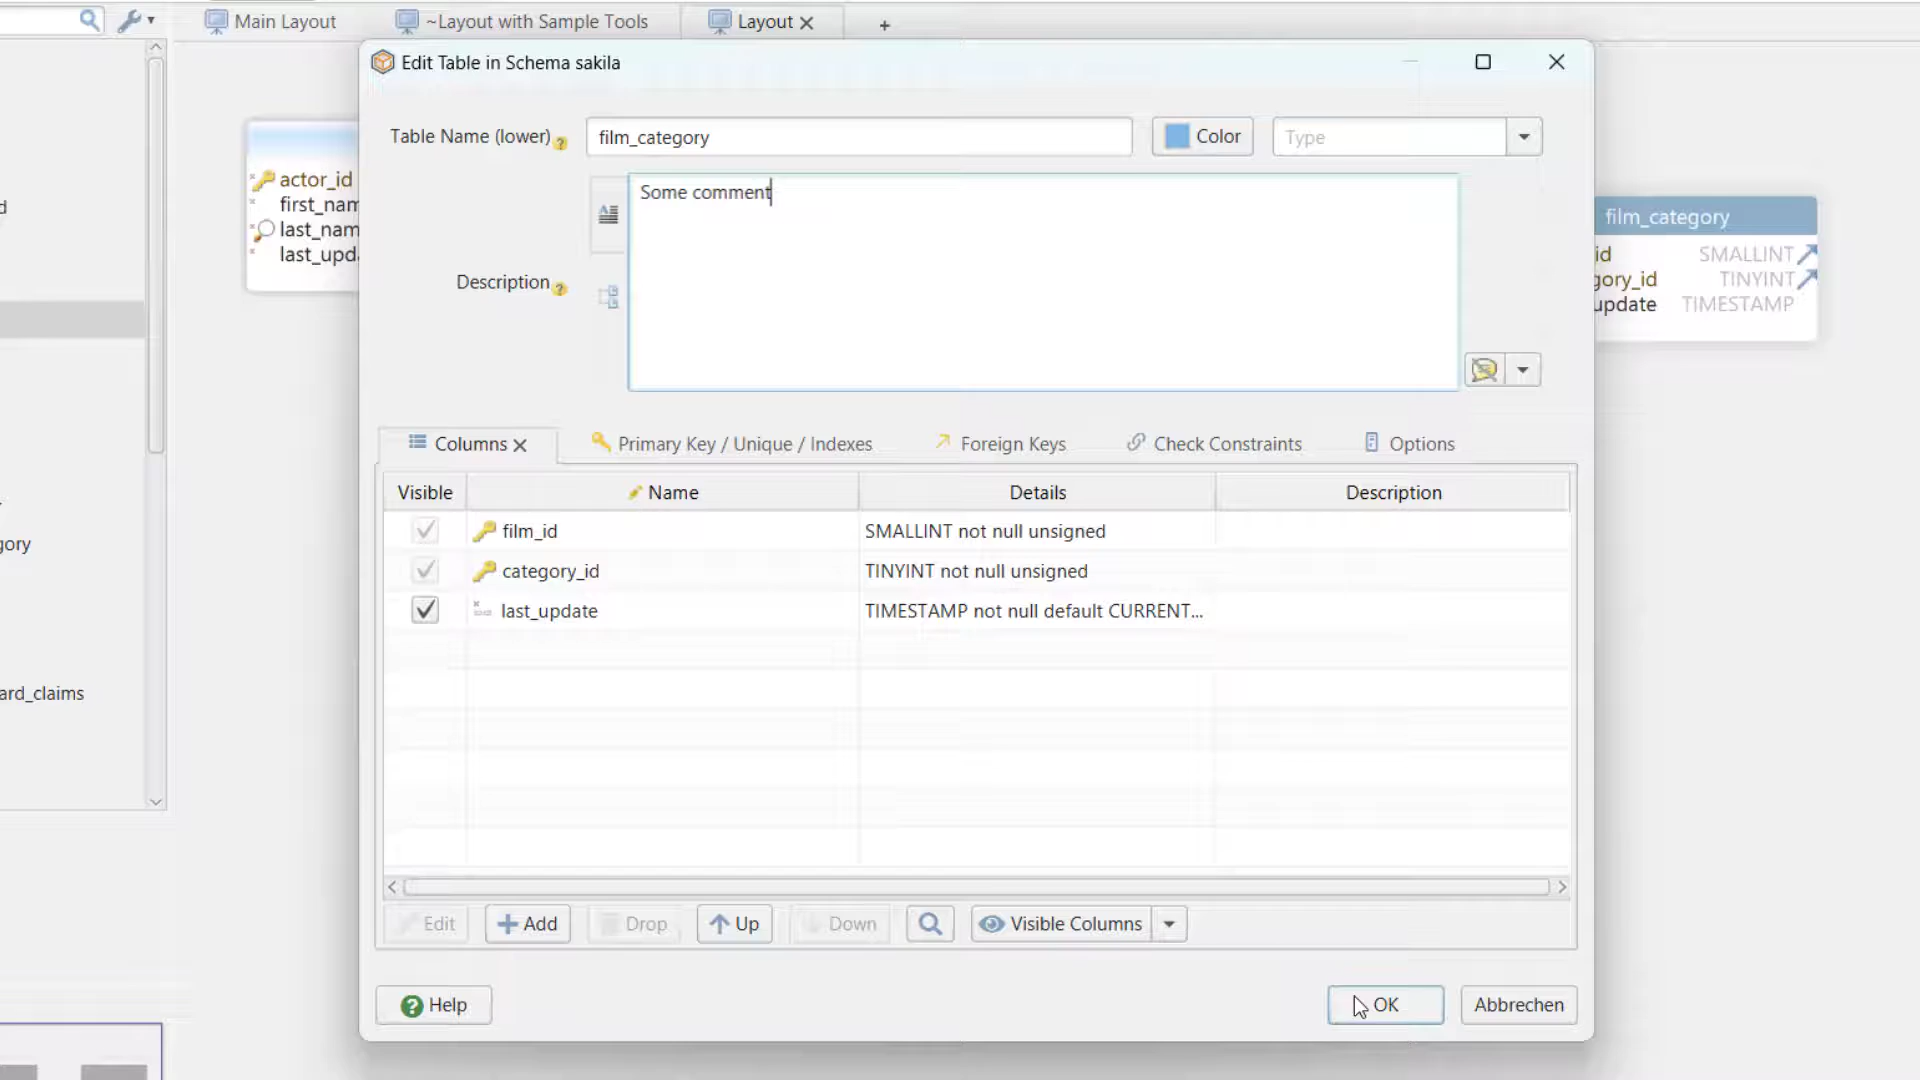 Main Layout
~Layout with Sample Tools
Layout
+
Edit Table in Schema sakila
Table Name (lower)
film_category
Color
Type
Some comment
Description
actor_id
first_nam
last_nam
last_upda
film_category
id SMALLINT
gory_id TINYINT
update TIMESTAMP
d
gory
ard_claims
Columns
Primary Key / Unique / Indexes
Foreign Keys
Check Constraints
Options
Visible Name Details Description
film_id SMALLINT not null unsigned
category_id TINYINT not null unsigned
last_update TIMESTAMP not null default CURRENT...
Edit
Add
Drop
Up
Down
Visible Columns
Help
OK
Abbrechen